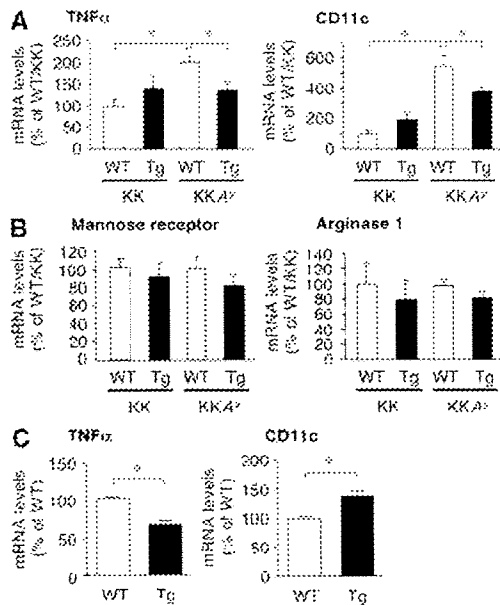 A TNFα CD11c
mRNA levels (% of WT/KK)
250
200
150
100
50
0
WT Tg WT Tg
KK KKAy
mRNA levels (% of WT/KK)
600
400
200
0
WT Tg WT Tg
KK KKAy
B Mannose receptor Arginase 1
mRNA levels (% of WT/KK)
120
100
80
60
40
20
0
WT Tg WT Tg
KK KKAy
mRNA levels (% of WT/KK)
140
120
100
80
60
40
20
0
WT Tg WT Tg
KK KKAy
C TNFα CD11c
mRNA levels (% of WT)
150
100
50
0
WT Tg
*
mRNA levels (% of WT)
200
150
100
50
0
WT Tg
*